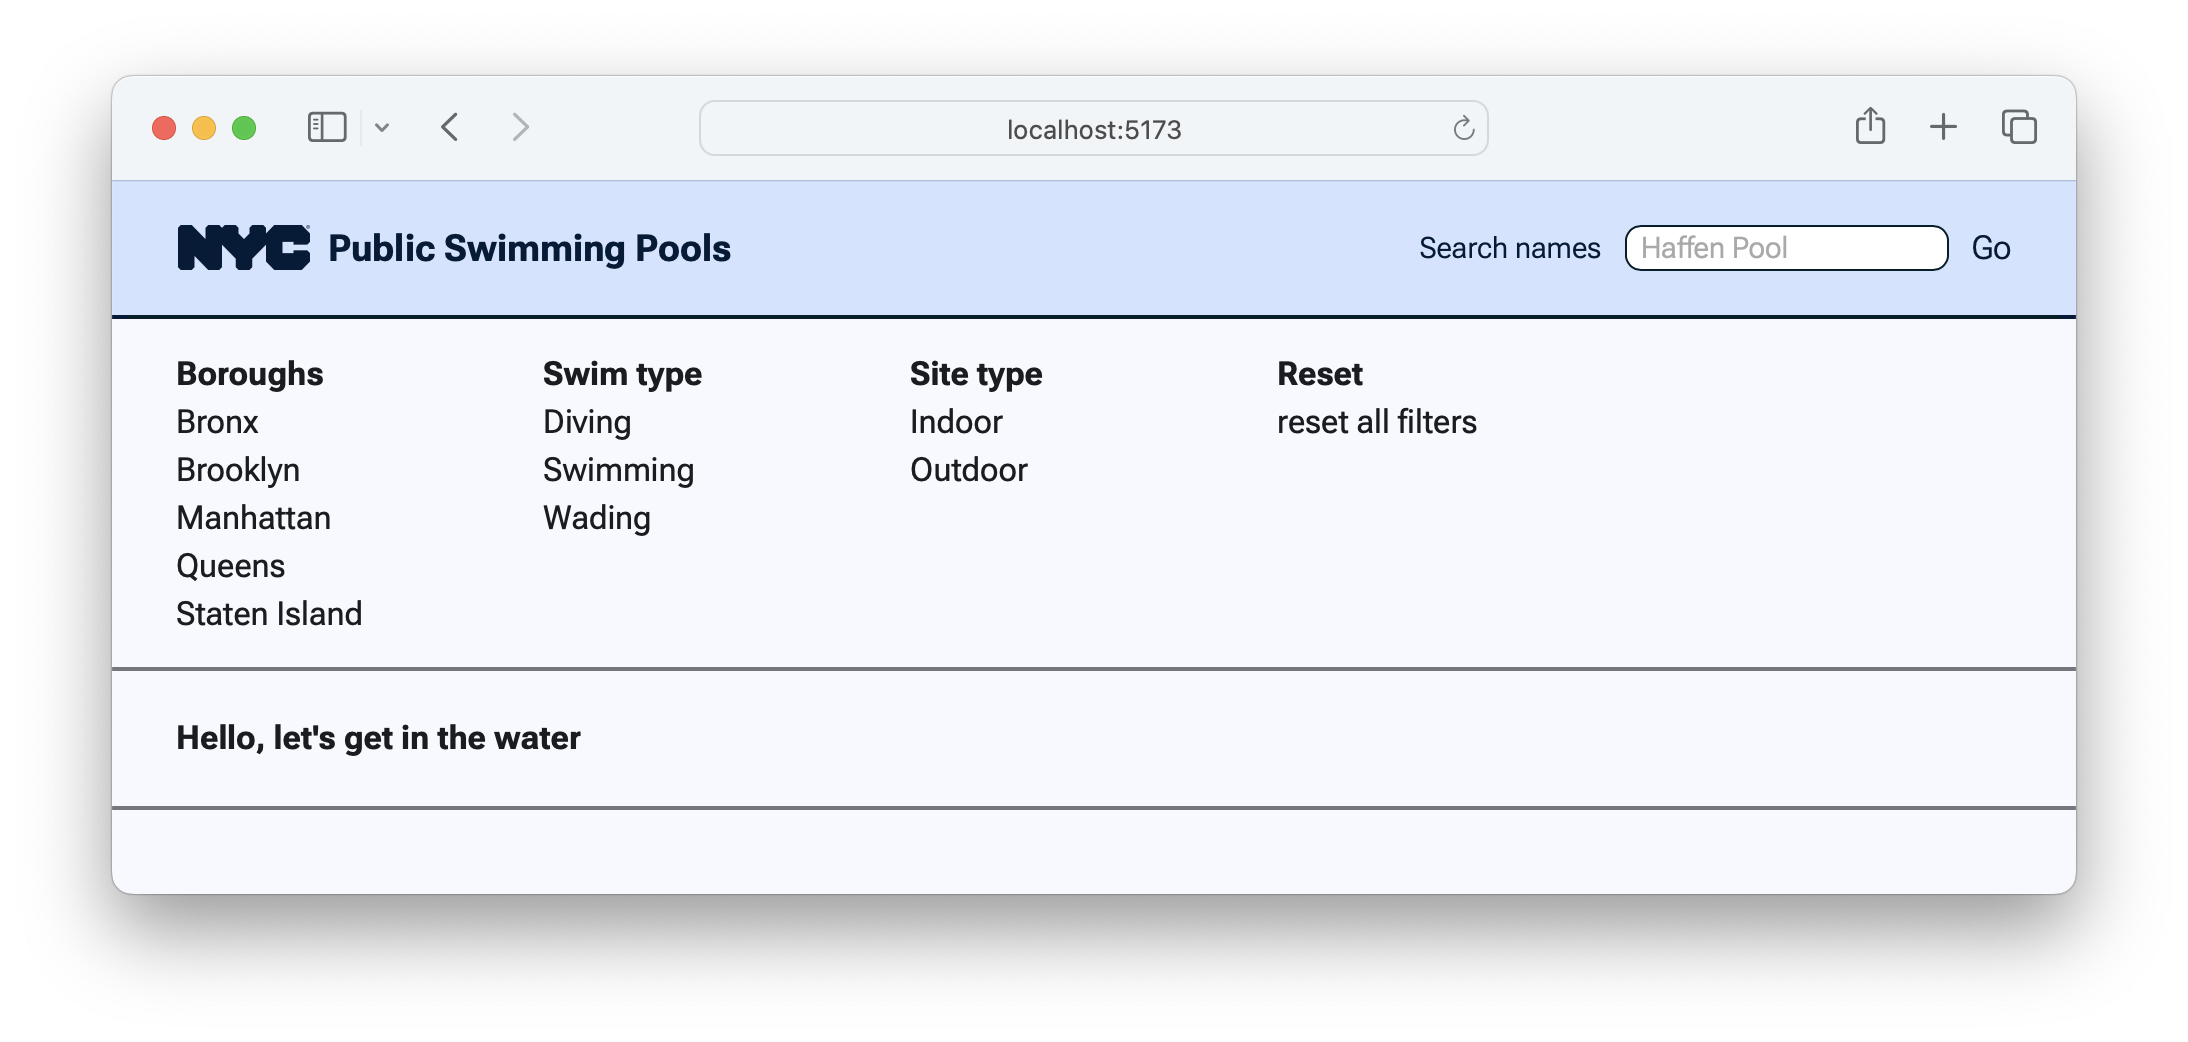 localhost:5173
NYC Public Swimming Pools
Search names Haffen Pool Go
Boroughs
Bronx
Brooklyn
Manhattan
Queens
Staten Island
Swim type
Diving
Swimming
Wading
Site type
Indoor
Outdoor
Reset
reset all filters
Hello, let's get in the water